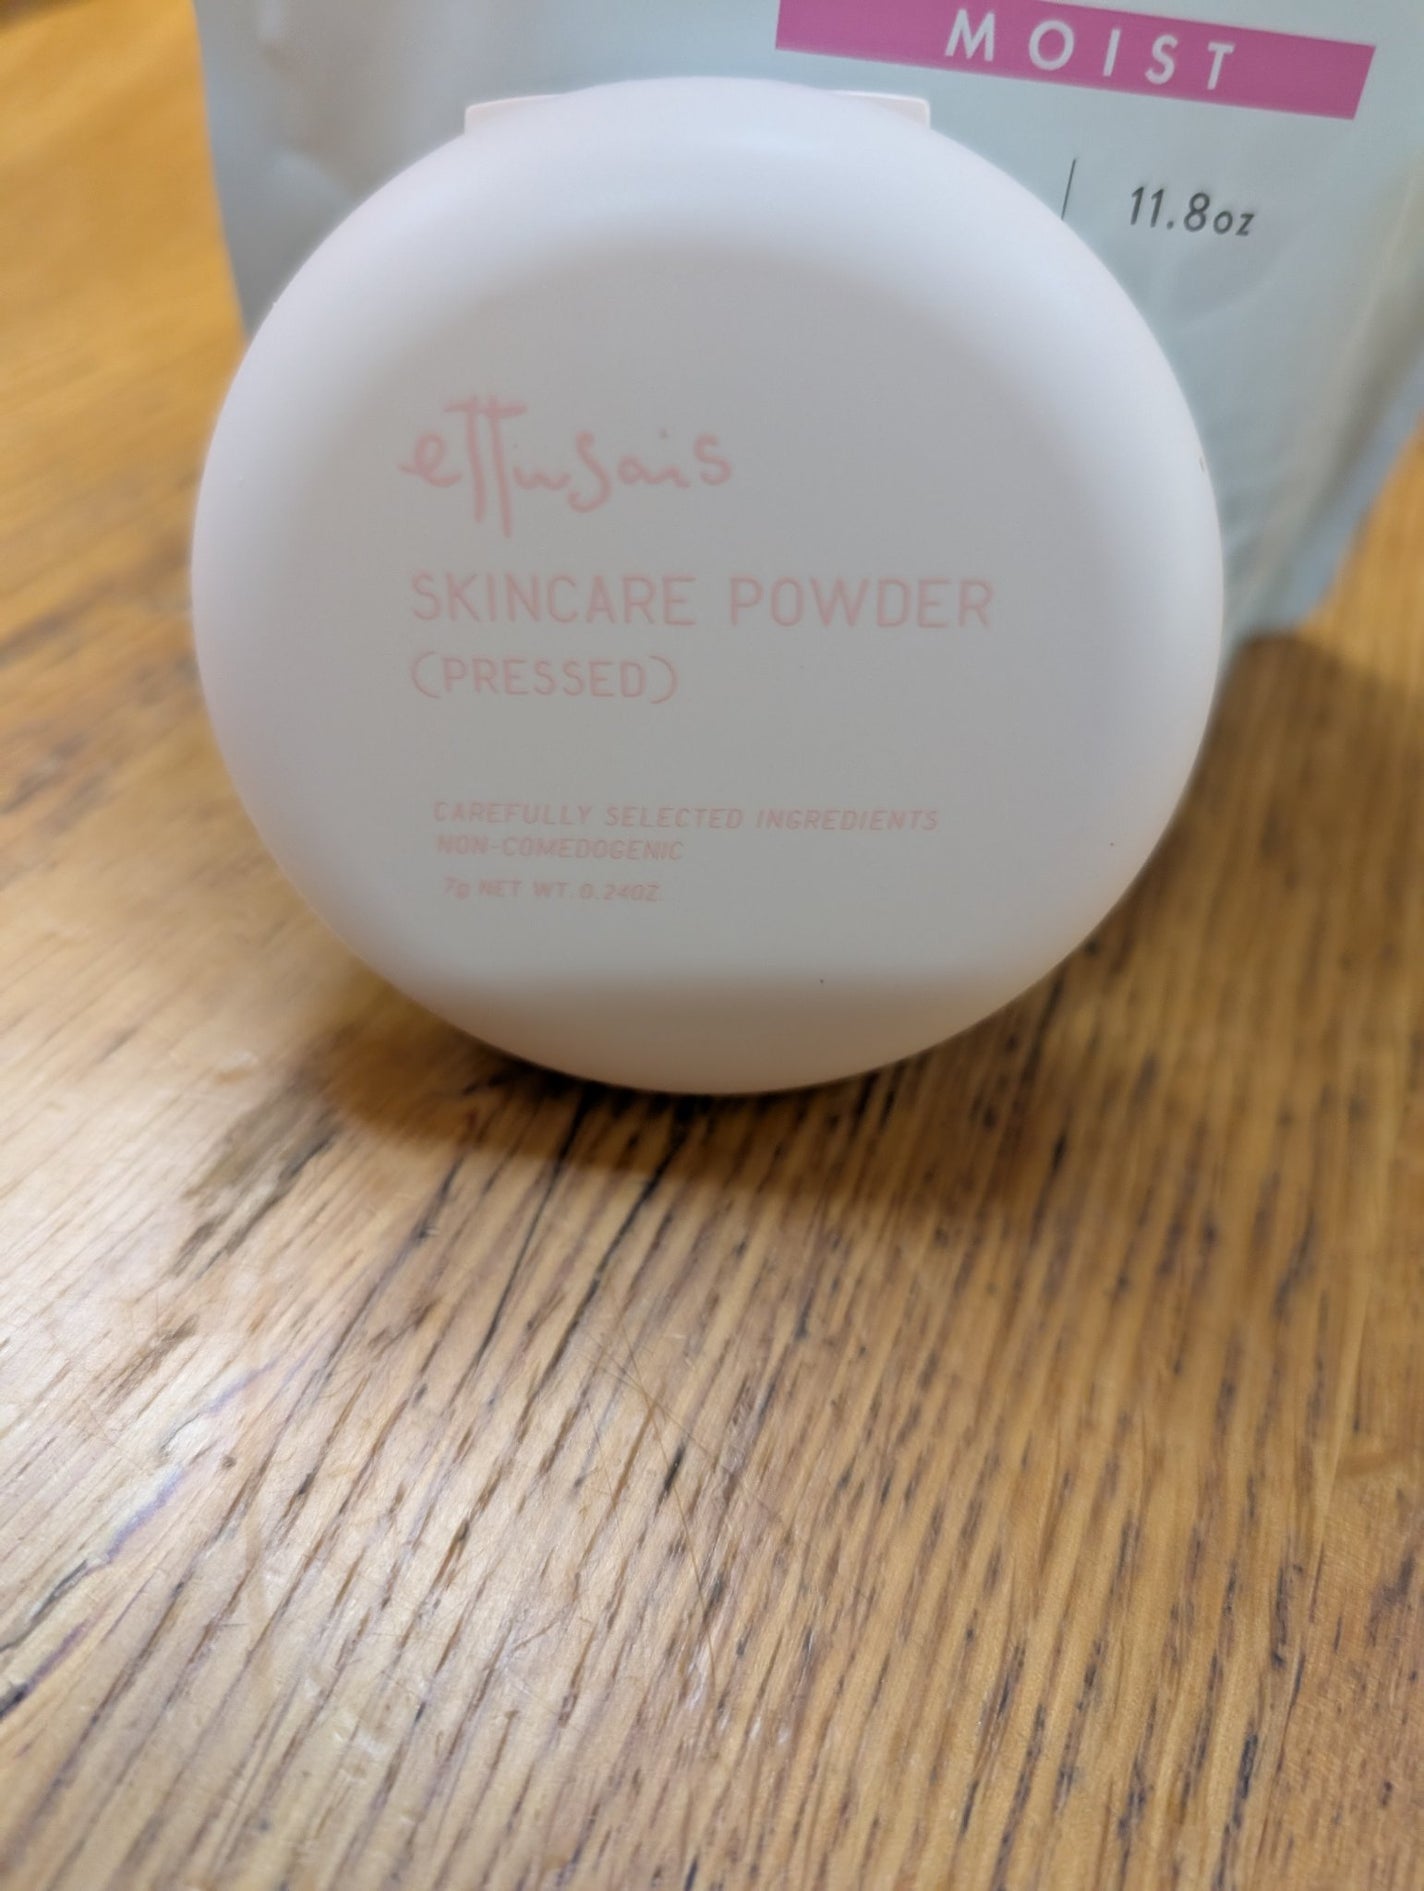 MOIST
11.8oz
ettusais
SKINCARE POWDER
(PRESSED)
CAREFULLY SELECTED INGREDIENTS
NON-COMEDOGENIC
7g NET WT. 0.24OZ.